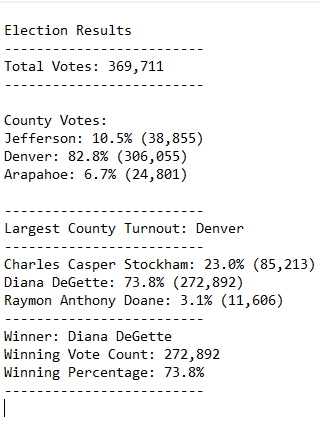 Election Results
-------------------------
Total Votes: 369,711
-------------------------
County Votes:
Jefferson: 10.5% (38,855)
Denver: 82.8% (306,055)
Arapahoe: 6.7% (24,801)
-------------------------
Largest County Turnout: Denver
-------------------------
Charles Casper Stockham: 23.0% (85,213)
Diana DeGette: 73.8% (272,892)
Raymon Anthony Doane: 3.1% (11,606)
-------------------------
Winner: Diana DeGette
Winning Vote Count: 272,892
Winning Percentage: 73.8%
-------------------------